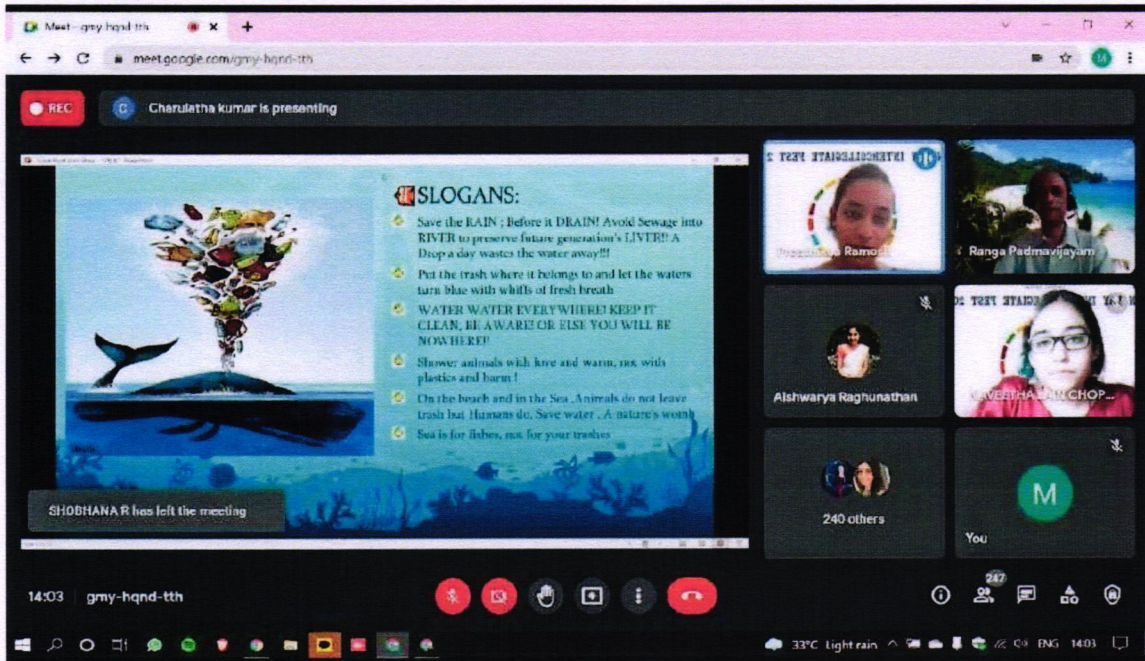 Meet - gmy-hqnd-tth
meet.google.com/gmy-hqnd-tth
REC
C
Charulatha kumar is presenting
SLOGANS:
Save the RAIN ; Before it DRAIN! Avoid Sewage into
RIVER to preserve future generation's LIVER!! A
Drop a day wastes the water away!!!
Put the trash where it belongs to and let the waters
turn blue with whiffs of fresh breath
WATER WATER EVERYWHERE! KEEP IT
CLEAN, BE AWARE! OR ELSE YOU WILL BE
NOWHERE!!
Shower animals with love and warm, not with
plastics and harm !
On the beach and in the Sea ,Animals do not leave
trash but Humans do. Save water , A nature's womb
Sea is for fishes, not for your trashes
SHOBHANA R has left the meeting
INTERCOLLEGIATE FEST 2
Ramosh
Ranga Padmavijayam
Aishwarya Raghunathan
JAIN CHOP...
240 others
M
You
14:03
gmy-hqnd-tth
247
33°C Light rain
ENG
14:03